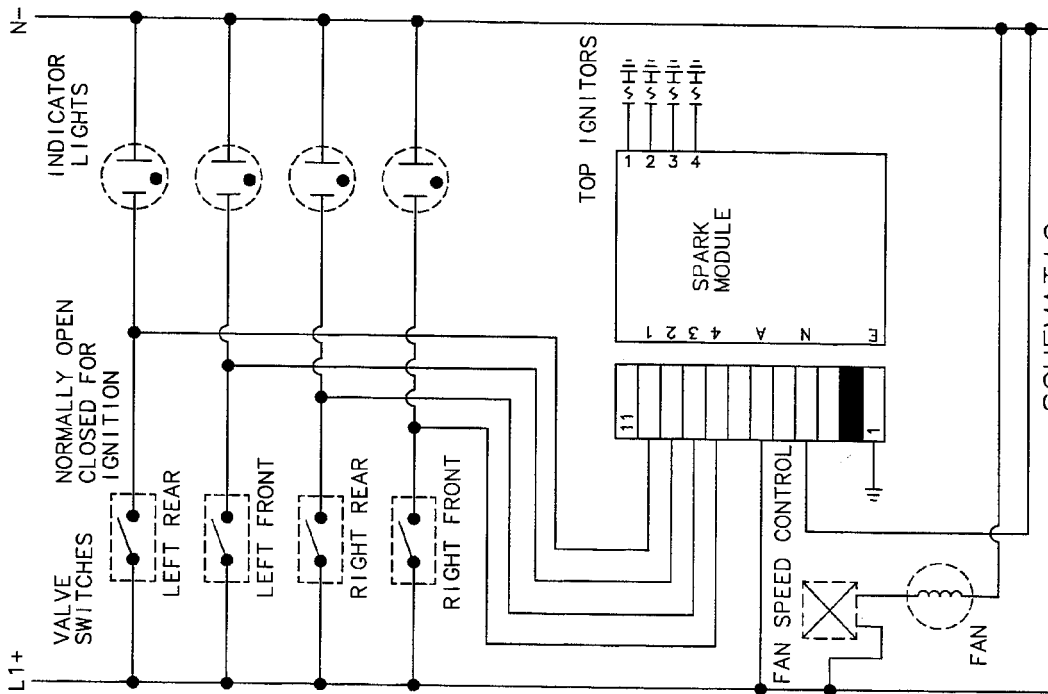 L1+
N-
VALVE
SWITCHES
NORMALLY OPEN
CLOSED FOR
IGNITION
INDICATOR
LIGHTS
LEFT REAR
LEFT FRONT
RIGHT REAR
RIGHT FRONT
TOP IGNITORS
1
2
3
4
SPARK
MODULE
1
2
3
4
A
N
E
11
1
FAN SPEED CONTROL
FAN